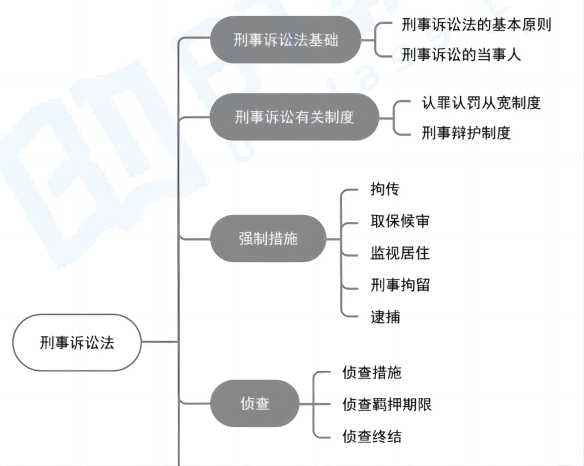 刑事诉讼法基础
刑事诉讼法的基本原则
刑事诉讼的当事人
刑事诉讼有关制度
认罪认罚从宽制度
刑事辩护制度
强制措施
拘传
取保候审
监视居住
刑事拘留
逮捕
刑事诉讼法
侦查
侦查措施
侦查羁押期限
侦查终结